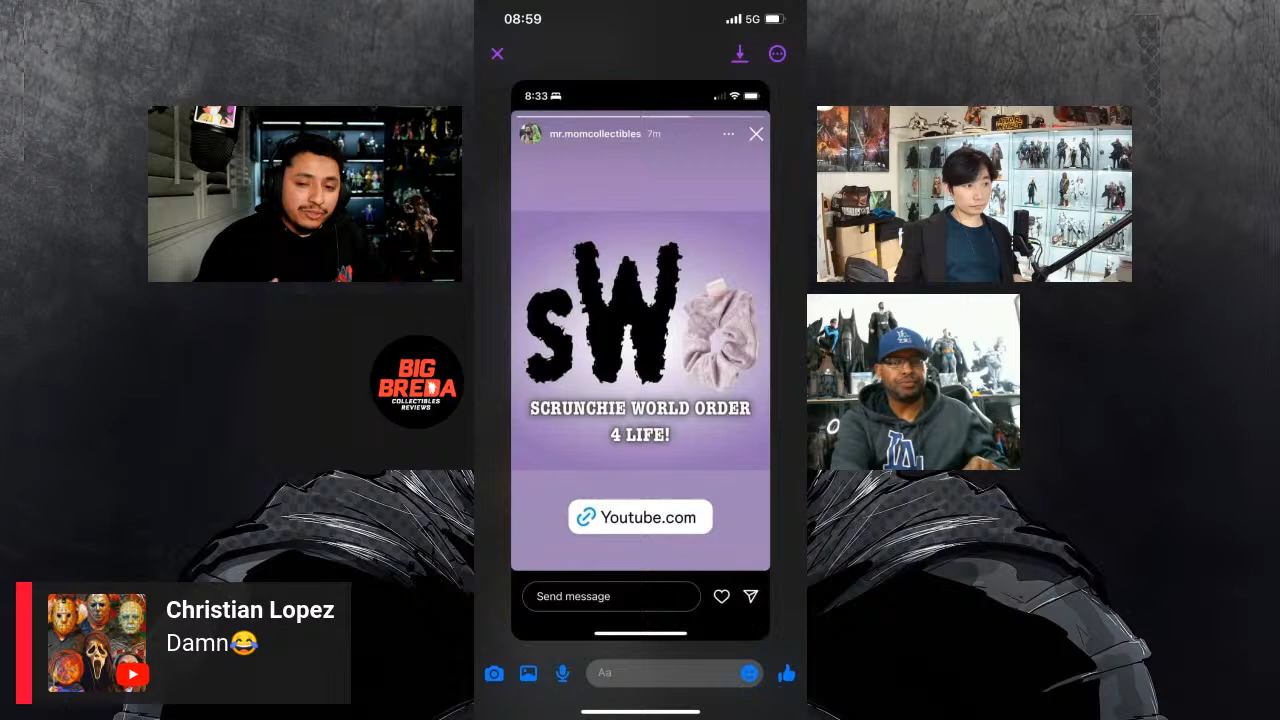 08:59
5G
8:33
mr.momcollectibles 7m
sW
SCRUNCHIE WORLD ORDER
4 LIFE!
Youtube.com
Send message
Aa
BIG
BREDA
COLLECTIBLES
REVIEWS
LA
Christian Lopez
Damn😂